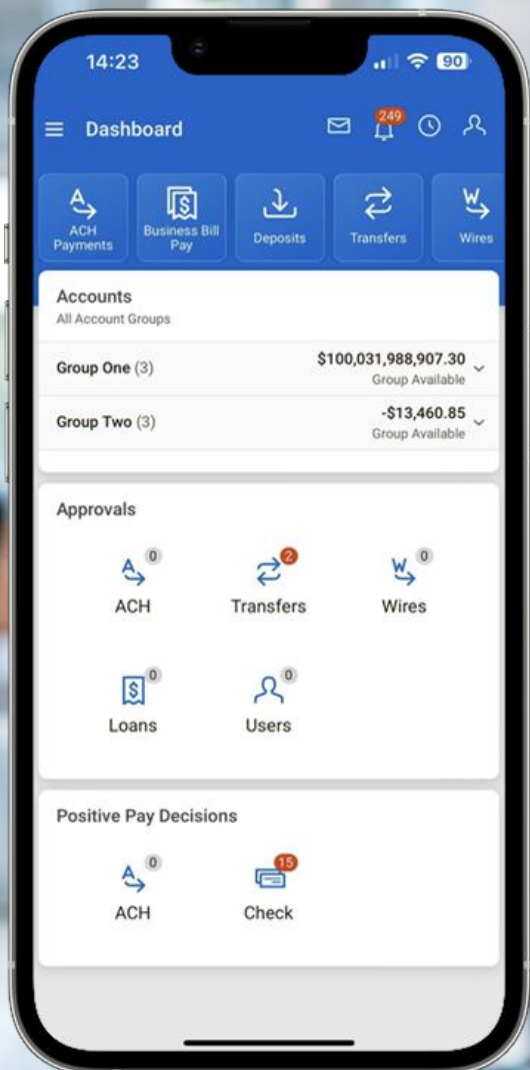 14:23
90
Dashboard
249
ACH
Payments
Business Bill
Pay
Deposits
Transfers
Wires
Accounts
All Account Groups
Group One (3)
$100,031,988,907.30
Group Available
Group Two (3)
-$13,460.85
Group Available
Approvals
0
2
0
ACH
Transfers
Wires
0
0
Loans
Users
Positive Pay Decisions
0
15
ACH
Check